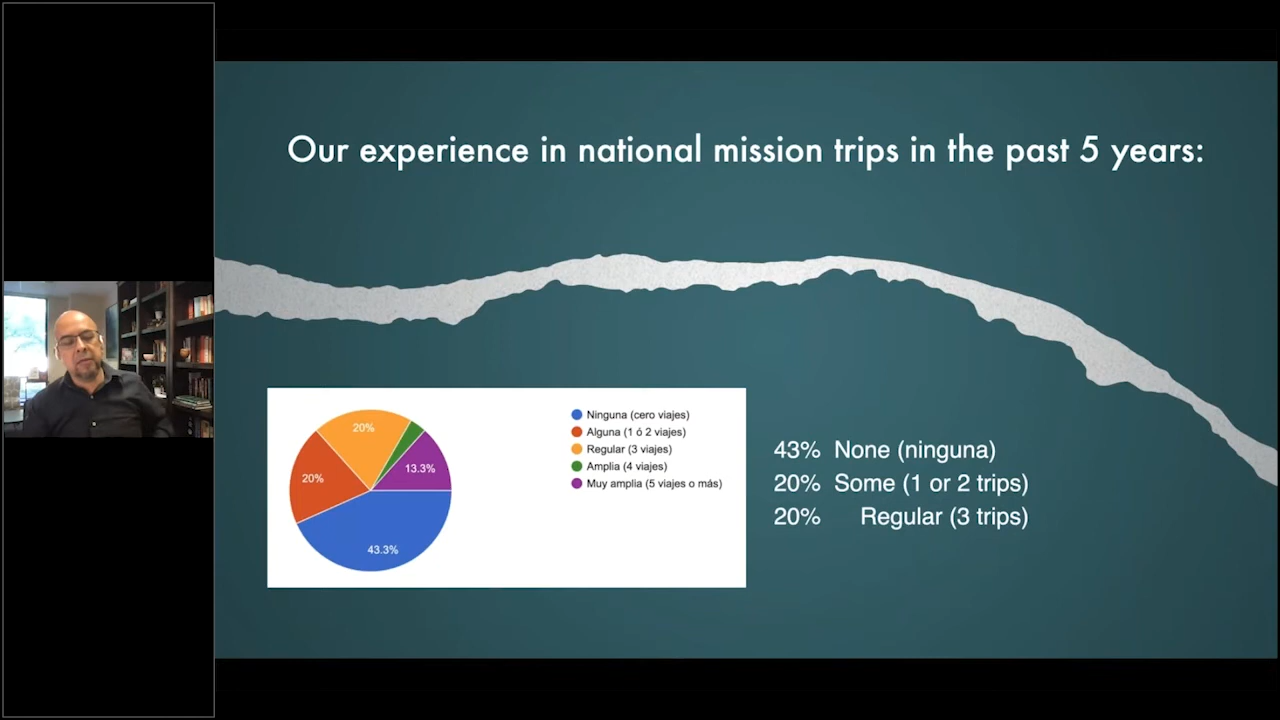 Our experience in national mission trips in the past 5 years:
20%
20%
13.3%
43.3%
Ninguna (cero viajes)
Alguna (1 ó 2 viajes)
Regular (3 viajes)
Amplia (4 viajes)
Muy amplia (5 viajes o más)
43% None (ninguna)
20% Some (1 or 2 trips)
20% Regular (3 trips)